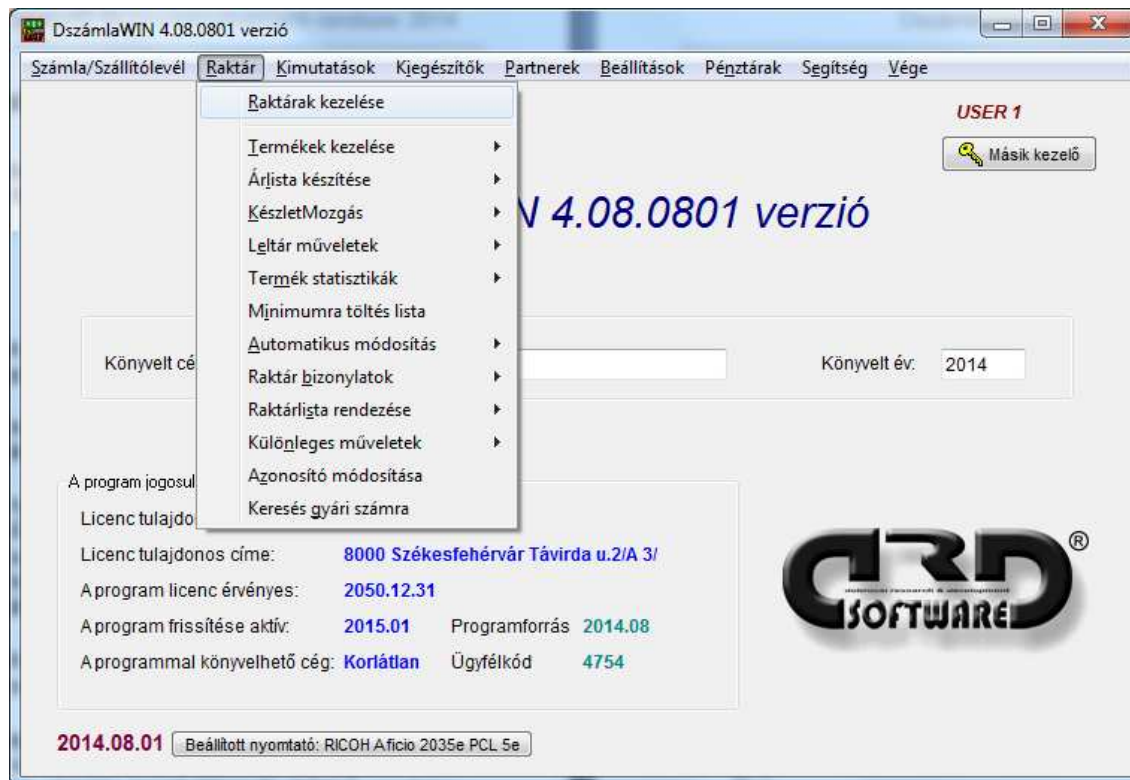 DszámlaWIN 4.08.0801 verzió
Számla/Szállítólevél Raktár Kimutatások Kiegészítők Partnerek Beállítások Pénztárak Segítség Vége
Raktárak kezelése
USER 1
Másik kezelő
Termékek kezelése
Árlista készítése
KészletMozgás
N 4.08.0801 verzió
Leltár műveletek
Termék statisztikák
Minimumra töltés lista
Automatikus módosítás
Könyvelt cé
Könyvelt év: 2014
Raktár bizonylatok
Raktárlista rendezése
Különleges műveletek
Azonosító módosítása
Keresés gyári számra
A program jogosul
Licenc tulajdo
Licenc tulajdonos címe: 8000 Székesfehérvár Távirda u.2/A 3/
A program licenc érvényes: 2050.12.31
A program frissítése aktív: 2015.01 Programforrás 2014.08
A programmal könyvelhető cég: Korlátlan Ügyfélkód 4754
DRD ®
SOFTWARE
2014.08.01 Beállított nyomtató: RICOH Aficio 2035e PCL 5e